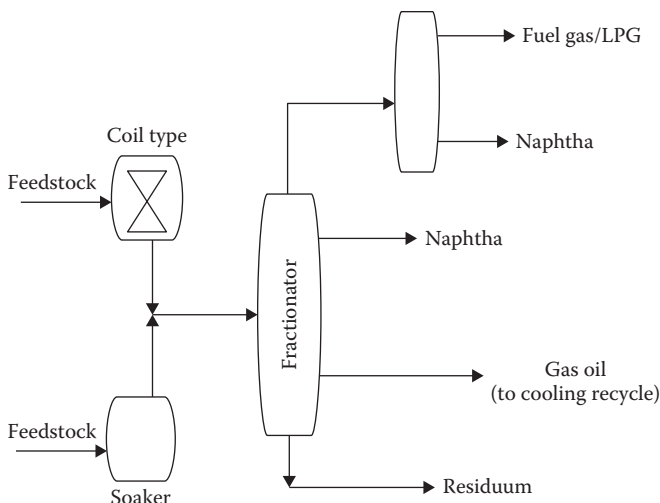 Fuel gas/LPG
Coil type
Naphtha
Feedstock
Naphtha
Fractionator
Gas oil
(to cooling recycle)
Feedstock
Residuum
Soaker